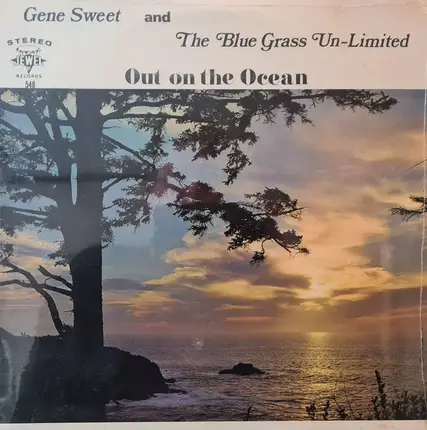 Gene Sweet and
The Blue Grass Un-Limited
STEREO
JEWEL
RECORDS
548
Out on the Ocean